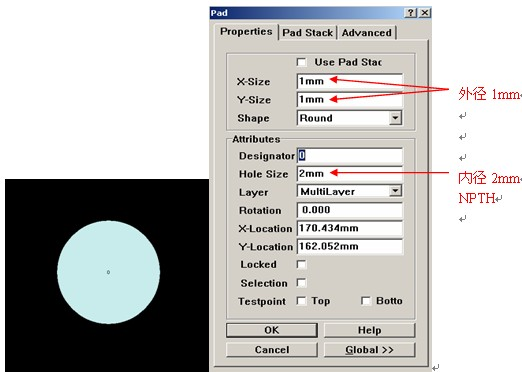 Pad
Properties Pad Stack Advanced
Use Pad Stac
X-Size 1mm
Y-Size 1mm
Shape Round
外径 1mm
Attributes
Designator 0
Hole Size 2mm
内径 2mm
NPTH
Layer MultiLayer
Rotation 0.000
X-Location 170.434mm
Y-Location 162.052mm
Locked
Selection
Testpoint Top Botto
OK Help
Cancel Global >>
0